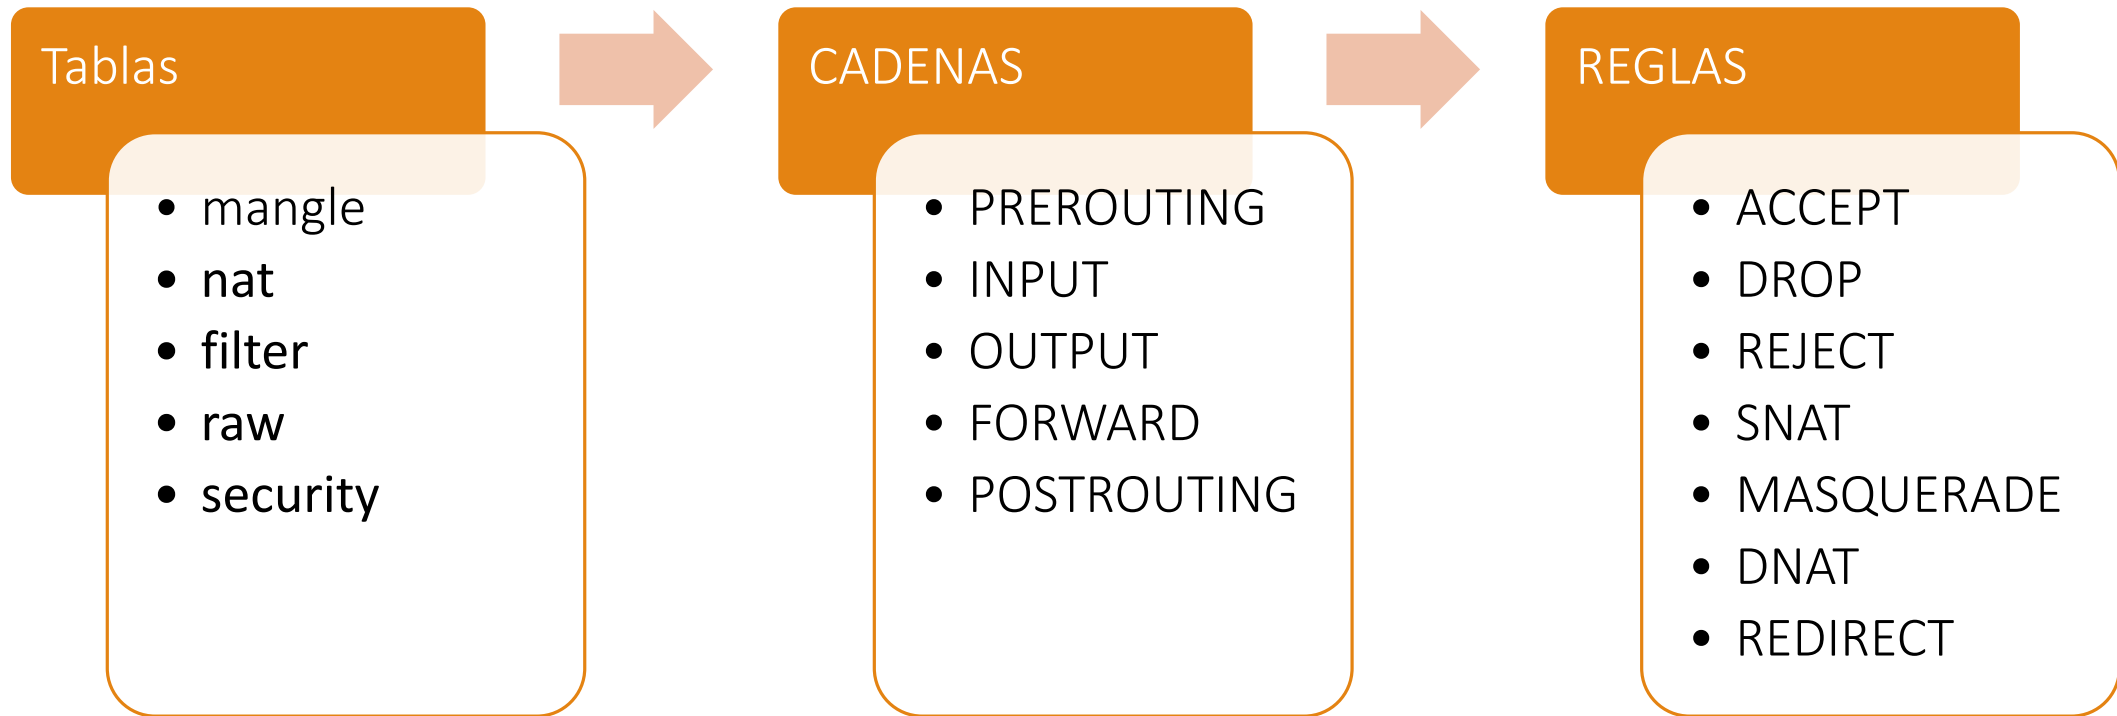 Tablas
• mangle
• nat
• filter
• raw
• security
CADENAS
• PREROUTING
• INPUT
• OUTPUT
• FORWARD
• POSTROUTING
REGLAS
• ACCEPT
• DROP
• REJECT
• SNAT
• MASQUERADE
• DNAT
• REDIRECT